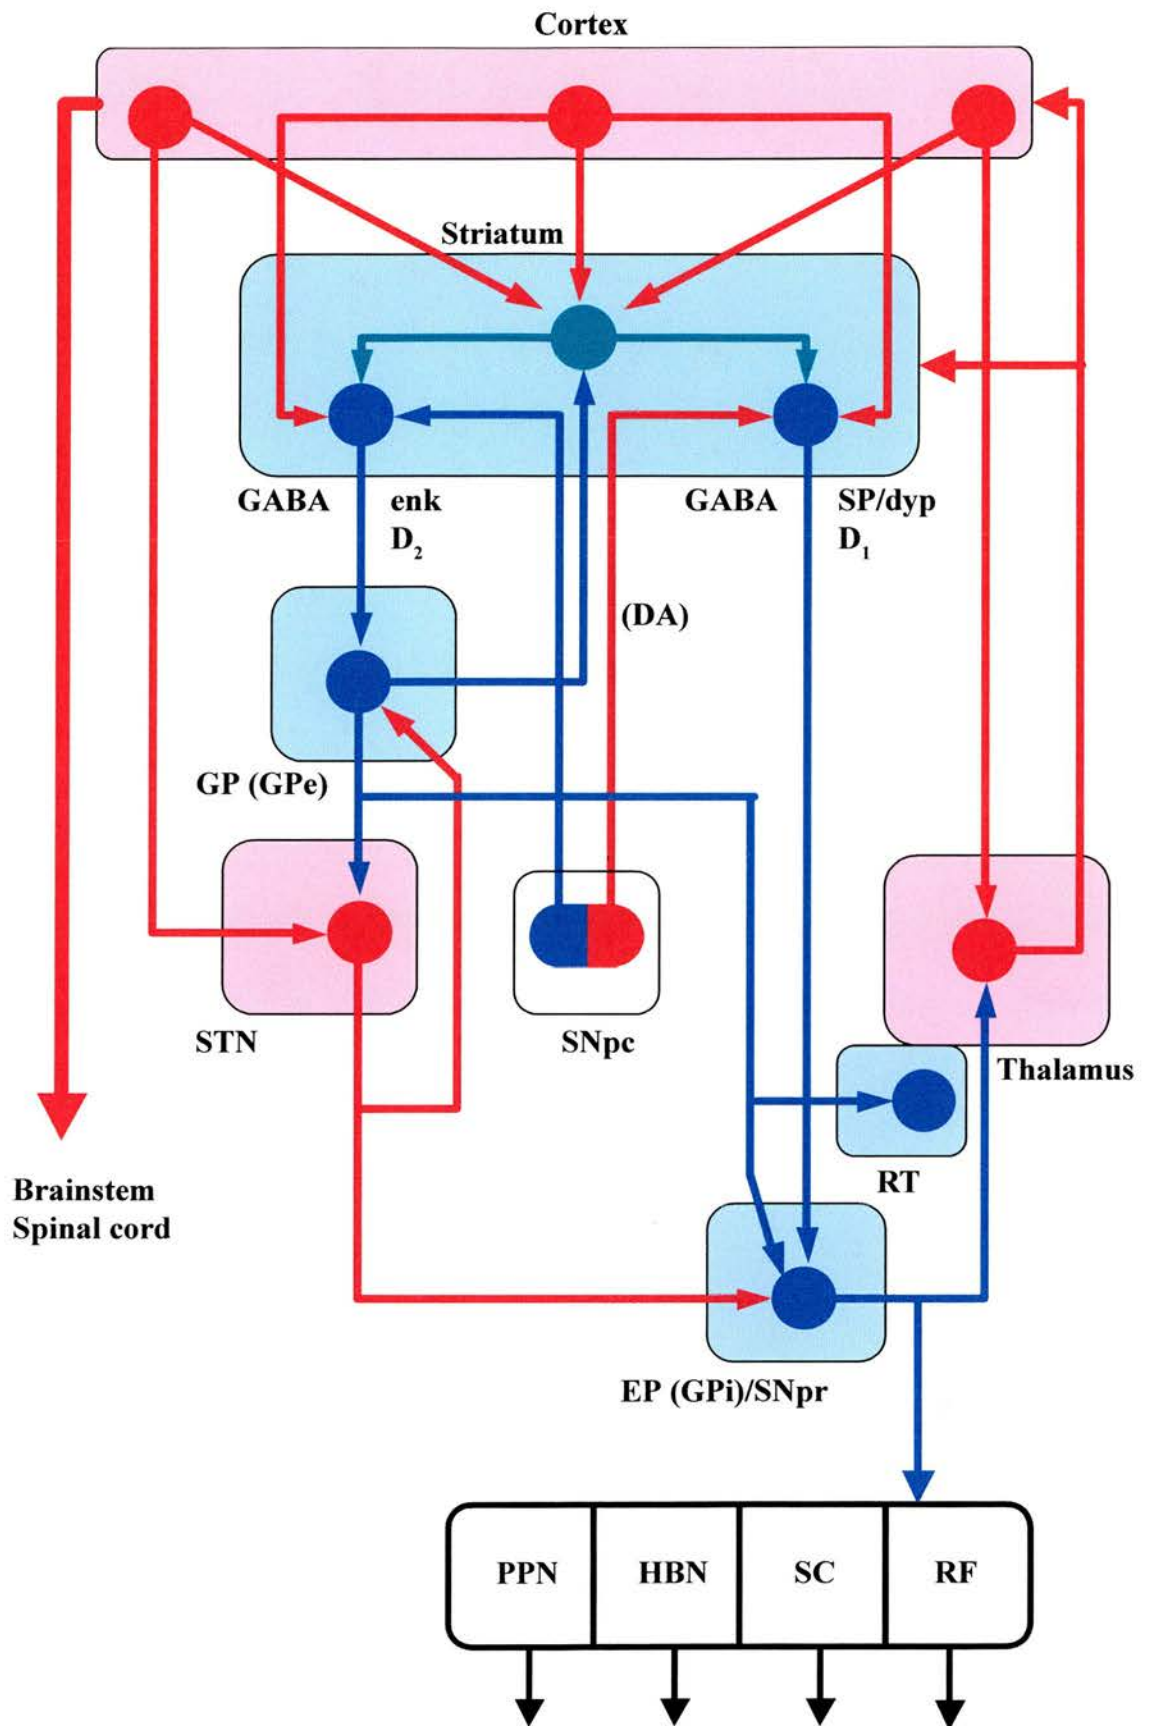 Cortex
Striatum
GABA
enk
D₂
GABA
SP/dyp
D₁
(DA)
GP (GPe)
STN
SNpc
Thalamus
RT
Brainstem
Spinal cord
EP (GPi)/SNpr
PPN
HBN
SC
RF